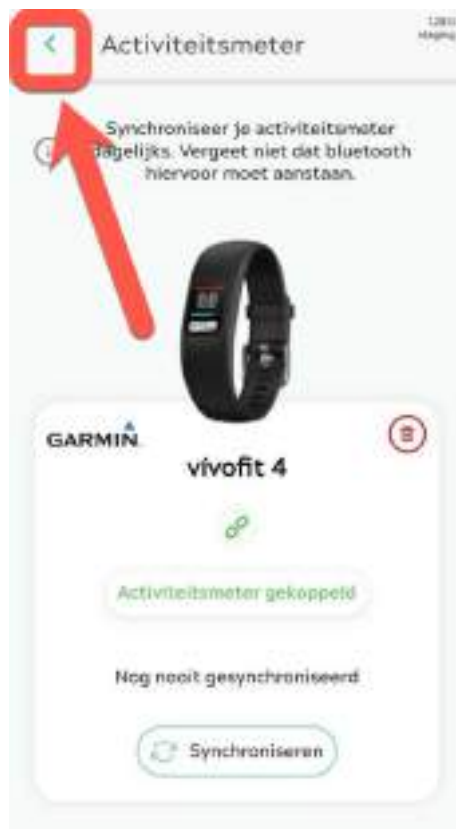 Activiteitsmeter
Synchroniseer je activiteitsmeter
dagelijks. Vergeet niet dat bluetooth
hiervoor moet aanstaan.
GARMIN
vívofit 4
Activiteitsmeter gekoppeld
Nog nooit gesynchroniseerd
Synchroniseren